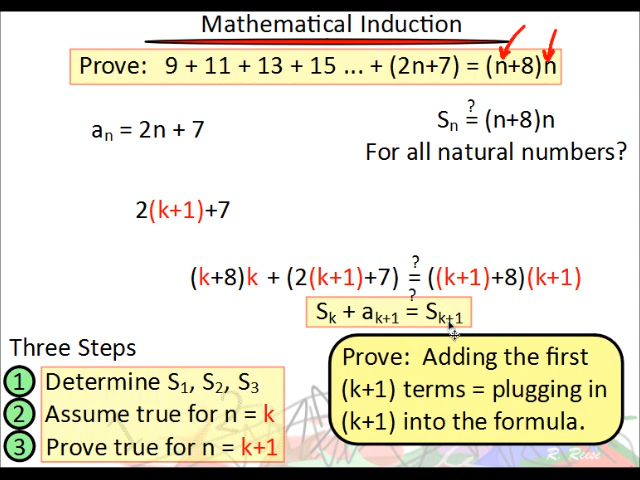 Mathematical Induction
Prove: 9 + 11 + 13 + 15 ... + (2n+7) = (n+8)n
aₙ = 2n + 7
Sₙ ≟ (n+8)n
For all natural numbers?
2(k+1)+7
(k+8)k + (2(k+1)+7) ≟ ((k+1)+8)(k+1)
Sₖ + aₖ₊₁ ≟ Sₖ₊₁
Three Steps
1 Determine S₁, S₂, S₃
2 Assume true for n = k
3 Prove true for n = k+1
Prove: Adding the first
(k+1) terms = plugging in
(k+1) into the formula.
R. Reese